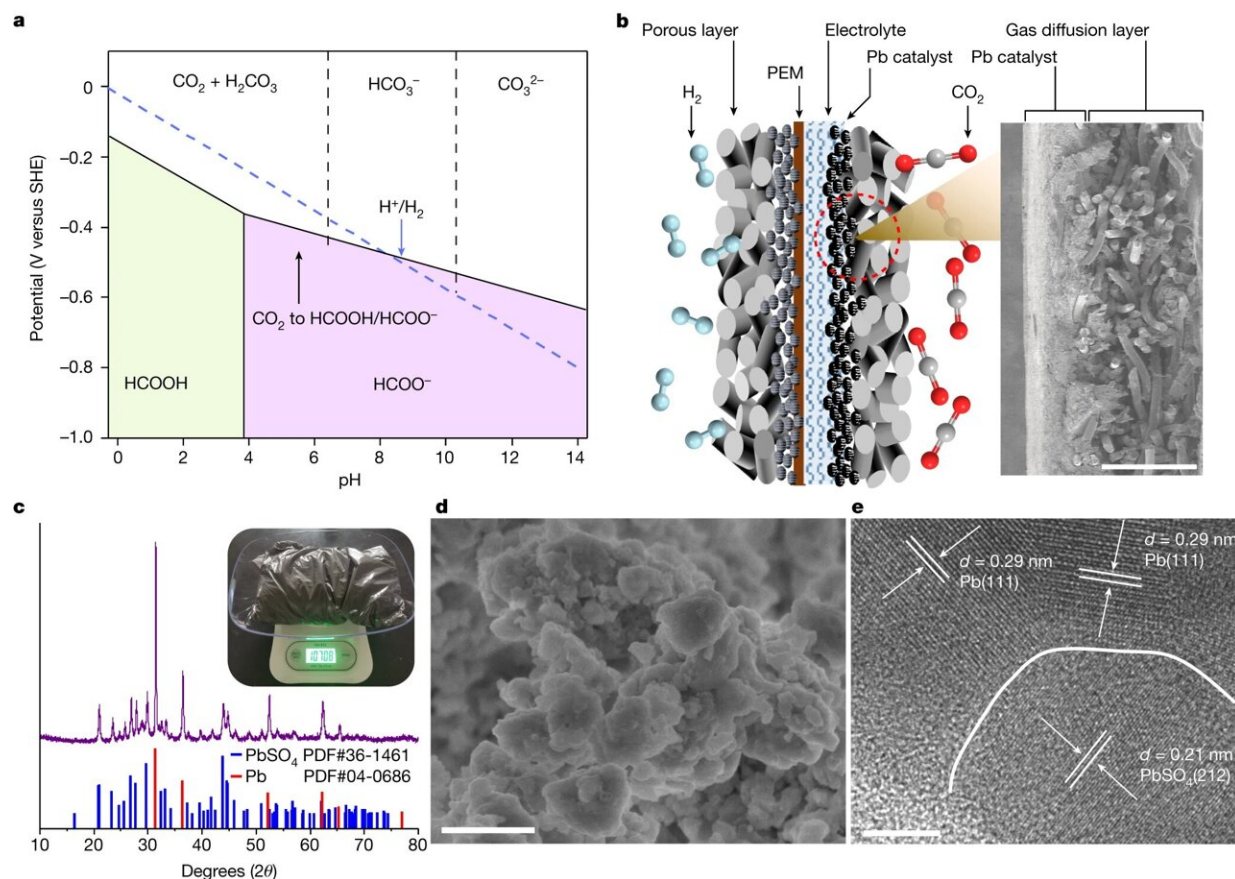 a
CO₂ + H₂CO₃
HCO₃⁻
CO₃²⁻
H⁺/H₂
CO₂ to HCOOH/HCOO⁻
HCOOH
HCOO⁻
Potential (V versus SHE)
0
–0.2
–0.4
–0.6
–0.8
–1.0
0 2 4 6 8 10 12 14
pH
b
Porous layer
Electrolyte
Gas diffusion layer
PEM
Pb catalyst
Pb catalyst
H₂
CO₂
c
PbSO₄ PDF#36-1461
Pb PDF#04-0686
10 20 30 40 50 60 70 80
Degrees (2θ)
d
e
d = 0.29 nm
Pb(111)
d = 0.29 nm
Pb(111)
d = 0.21 nm
PbSO₄(212)